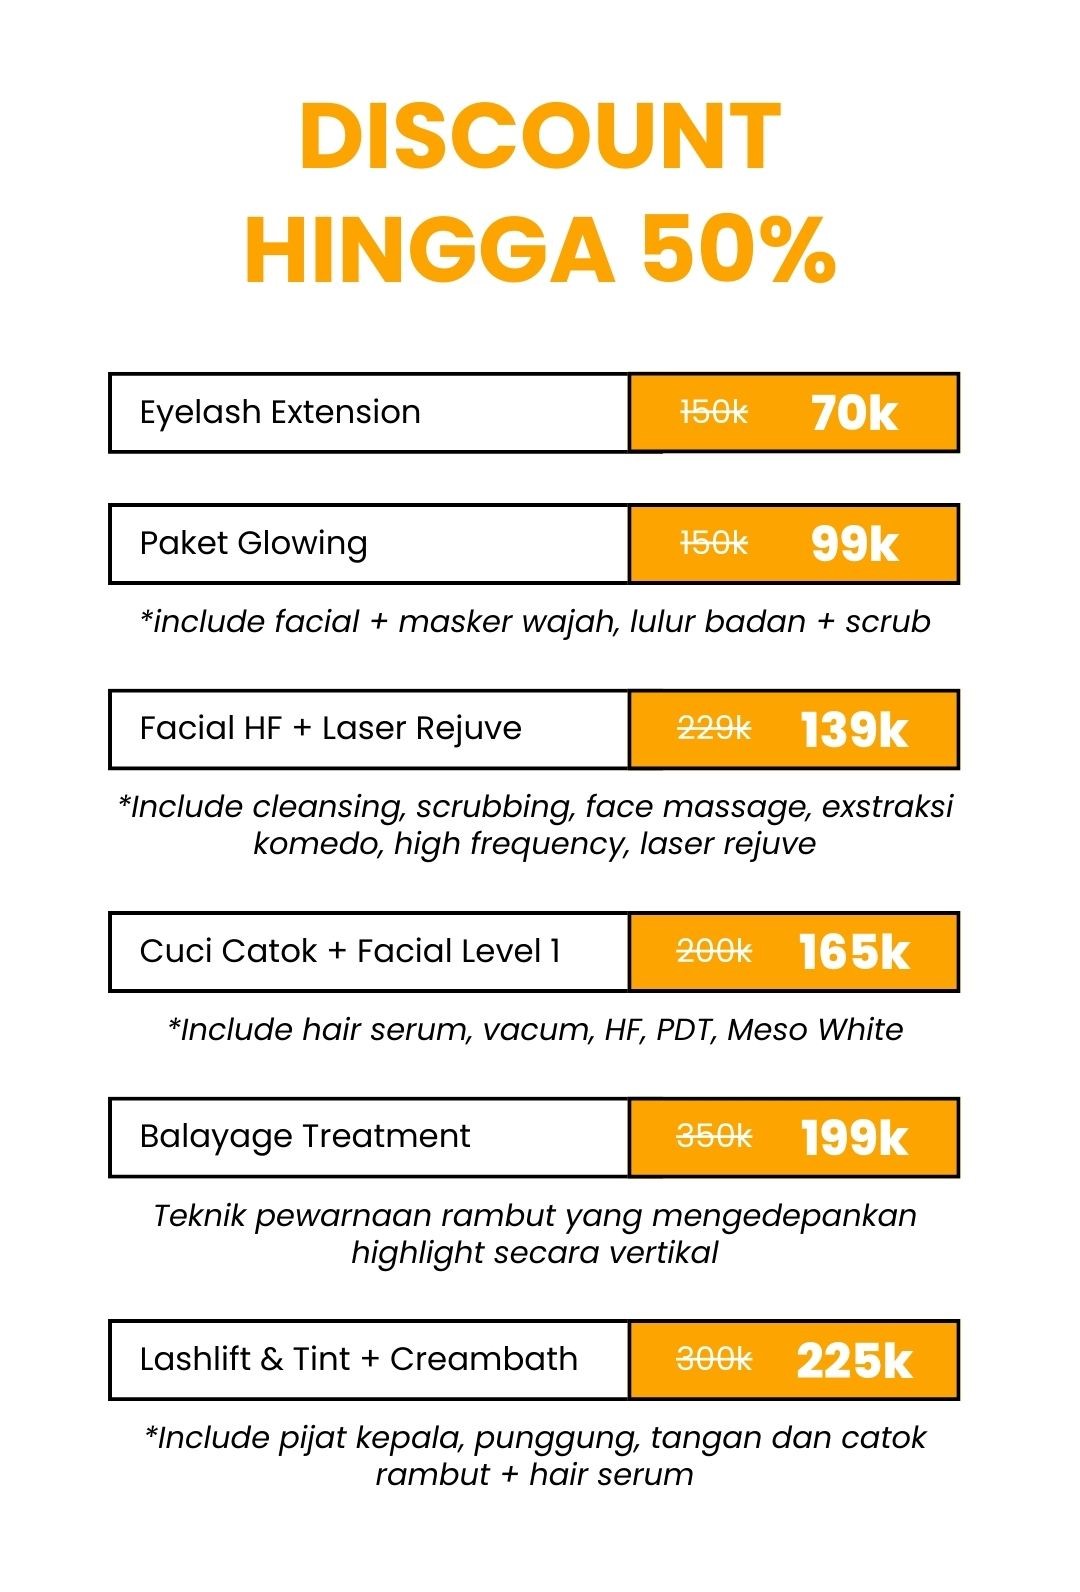 DISCOUNT
HINGGA 50%
Eyelash Extension 150k 70k
Paket Glowing 150k 99k
*include facial + masker wajah, lulur badan + scrub
Facial HF + Laser Rejuve 229k 139k
*Include cleansing, scrubbing, face massage, exstraksi
komedo, high frequency, laser rejuve
Cuci Catok + Facial Level 1 200k 165k
*Include hair serum, vacum, HF, PDT, Meso White
Balayage Treatment 350k 199k
Teknik pewarnaan rambut yang mengedepankan
highlight secara vertikal
Lashlift & Tint + Creambath 300k 225k
*Include pijat kepala, punggung, tangan dan catok
rambut + hair serum